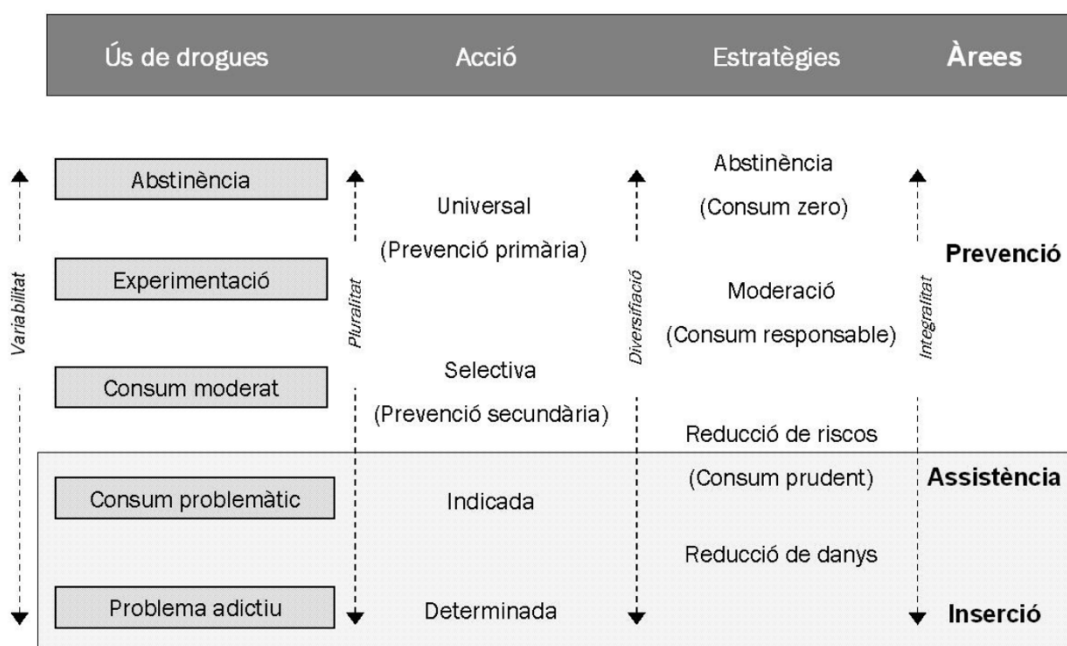 Ús de drogues
Acció
Estratègies
Àrees
Variabilitat
Abstinència
Experimentació
Consum moderat
Consum problemàtic
Problema adictiu
Pluralitat
Universal
(Prevenció primària)
Selectiva
(Prevenció secundària)
Indicada
Determinada
Diversifiació
Abstinència
(Consum zero)
Moderació
(Consum responsable)
Reducció de riscos
(Consum prudent)
Reducció de danys
Integralitat
Prevenció
Assistència
Inserció